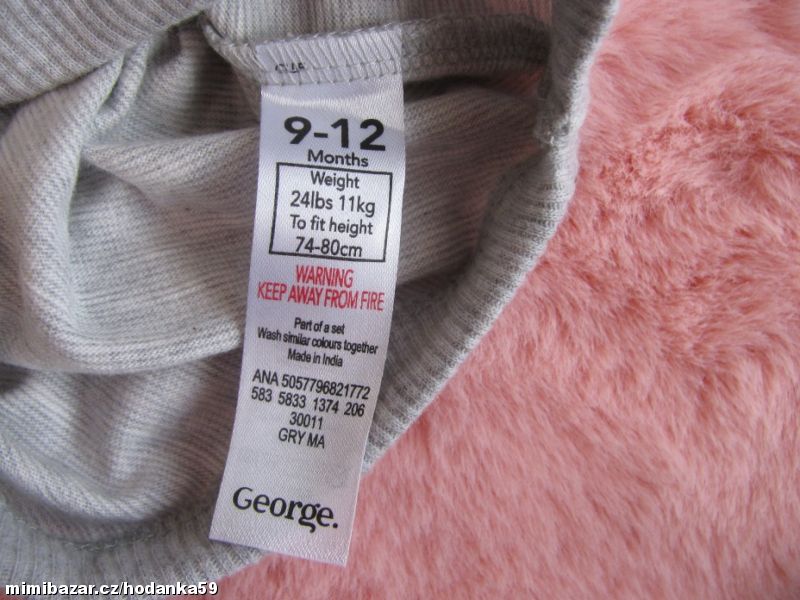 9-12
Months
Weight
24lbs 11kg
To fit height
74-80cm
WARNING
KEEP AWAY FROM FIRE
Part of a set
Wash similar colours together
Made in India
ANA 5057796821772
583 5833 1374 206
30011
GRY MA
George.
mimibazar.cz/hodanka59